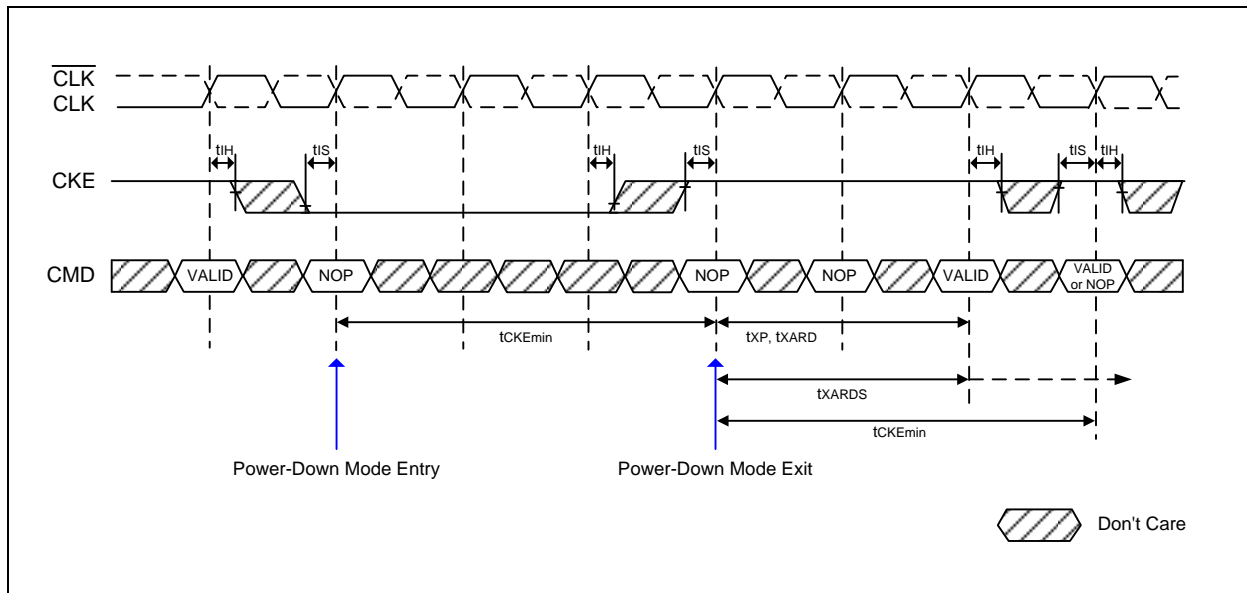 CLK
CLK
tIH tIS tIH tIS tIH tIS tIH
CKE
CMD VALID NOP NOP NOP VALID VALID or NOP
tCKEmin tXP, tXARD
tXARDS
tCKEmin
Power-Down Mode Entry Power-Down Mode Exit
Don't Care